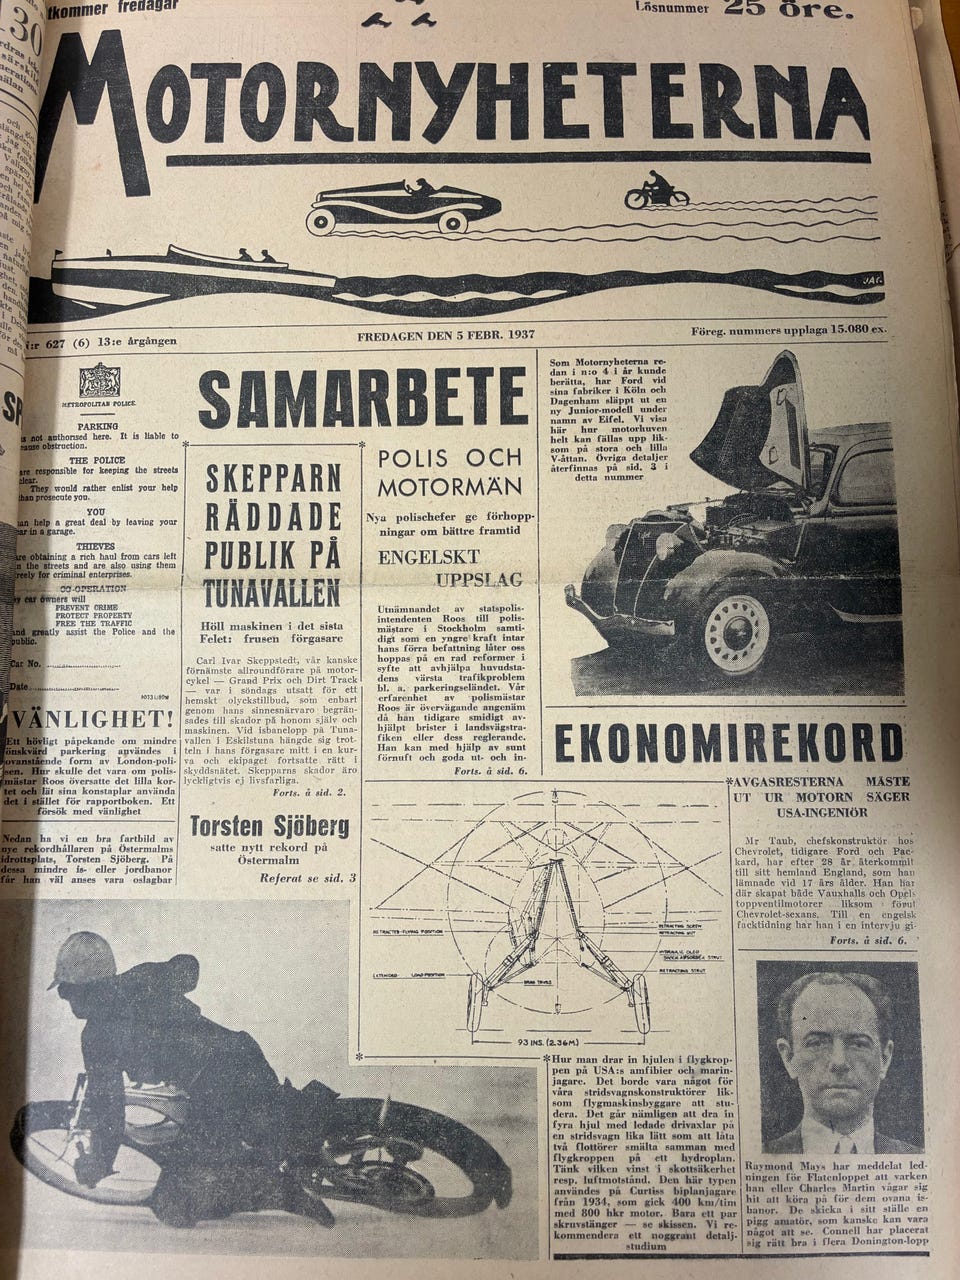 tkommer fredagar
Lösnummer 25 öre.
MOTORNYHETERNA
JAC.
N:r 627 (6) 13:e årgången
FREDAGEN DEN 5 FEBR. 1937
Föreg. nummers upplaga 15.080 ex.
METROPOLITAN POLICE.
PARKING
is not authorised here. It is liable to
cause obstruction.
THE POLICE
are responsible for keeping the streets
clear.
They would rather enlist your help
than prosecute you.
YOU
can help a great deal by leaving your
car in a garage.
THIEVES
are obtaining a rich haul from cars left
in the streets and are also using them
freely for criminal enterprises.
CO-OPERATION
by car owners will
PREVENT CRIME
PROTECT PROPERTY
FREE THE TRAFFIC
and greatly assist the Police and the
public.
Car No.
Date
VÄNLIGHET!
Ett hövligt påpekande om mindre
önskvärd parkering användes i
ovanstående form av London-poli-
sen. Hur skulle det vara om polis-
mästar Roos översatte det lilla kor-
tet och lät sina konstaplar använda
det i stället för rapportboken. Ett
försök med vänlighet
Nedan ha vi en bra fartbild av
nye rekordhållaren på Östermalms
idrottsplats, Torsten Sjöberg. På
dessa mindre is- eller jordbanor
får han väl anses vara oslagbar
SAMARBETE
SKEPPARN
RÄDDADE
PUBLIK PÅ
TUNAVALLEN
Höll maskinen i det sista
Felet: frusen förgasare
Carl Ivar Skeppstedt, vår kanske
förnämste allroundförare på motor-
cykel — Grand Prix och Dirt Track
— var i söndags utsatt för ett
hemskt olyckstillbud, som enbart
genom hans sinnesnärvaro begrän-
sades till skador på honom själv och
maskinen. Vid isbanelopp på Tuna-
vallen i Eskilstuna hängde sig trot-
teln i hans förgasare mitt i en kur-
va och ekipaget fortsatte rätt i
skyddsnätet. Skepparns skador äro
lyckligtvis ej livsfarliga.
Forts. å sid. 2.
Torsten Sjöberg
satte nytt rekord på
Östermalm
Referat se sid. 3
POLIS OCH
MOTORMÄN
Nya polischefer ge förhopp-
ningar om bättre framtid
ENGELSKT
UPPSLAG
Utnämnandet av statspolis-
intendenten Roos till polis-
mästare i Stockholm samti-
digt som en yngre kraft intar
hans förra befattning låter oss
hoppas på en rad reformer i
syfte att avhjälpa huvudsta-
dens värsta trafikproblem
bl. a. parkeringseländet. Vår
erfarenhet av polismästar
Roos är övervägande angenäm
då han tidigare smidigt av-
hjälpt brister i landsvägstra-
fiken eller dess reglerande.
Han kan med hjälp av sunt
förnuft och goda ut- och in-
Forts. å sid. 6.
Som Motornyheterna re-
dan i n:o 4 i år kunde
berätta, har Ford vid
sina fabriker i Köln och
Dagenham släppt ut en
ny Junior-modell under
namn av Eifel. Vi visa
här hur motorhuven
helt kan fällas upp lik-
som på stora och lilla
V-åttan. Övriga detaljer
återfinnas på sid. 3 i
detta nummer
EKONOMIREKORD
*AVGASRESTERNA MÅSTE
UT UR MOTORN SÄGER
USA-INGENIÖR
Mr Taub, chefskonstruktör hos
Chevrolet, tidigare Ford och Pac-
kard, har efter 28 år återkommit
till sitt hemland England, som han
lämnade vid 17 års ålder. Han har
där skapat både Vauxhalls och Opels
toppventilmotorer liksom förut
Chevrolet-sexans. Till en engelsk
facktidning har han i en intervju gi-
Forts. å sid. 6.
RETRACTED-FLYING POSITION
EXTENDED LOAD POSITION
RETRACTING SCREW
RETRACTING NUT
HYDRAULIC OLEO
SHOCK ABSORBER STRUT
RETRACTING STRUT
93 INS. (2.36M.)
*Hur man drar in hjulen i flygkrop-
pen på USA:s amfibier och marin-
jagare. Det borde vara något för
våra stridsvagnskonstruktörer lik-
som flygmaskinsbyggare att stu-
dera. Det går nämligen att dra in
fyra hjul med ledade drivaxlar på
en stridsvagn lika lätt som att låta
två flottörer smälta samman med
flygkroppen på ett hydroplan.
Tänk vilken vinst i skottsäkerhet
resp. luftmotstånd. Den här typen
användes på Curtiss biplanjagare
från 1934, som gick 400 km/tim
med 800 hkr motor. Bara ett par
skruvstänger — se skissen. Vi re-
kommendera ett noggrant detalj-
studium
Raymond Mays har meddelat led-
ningen för Flatenloppet att varken
han eller Charles Martin vågar sig
hit att köra på för dem ovana is-
banor. De skicka i sitt ställe en
pigg amatör, som kanske kan vara
något att se. Connell har placerat
sig rätt bra i flera Donington-lopp